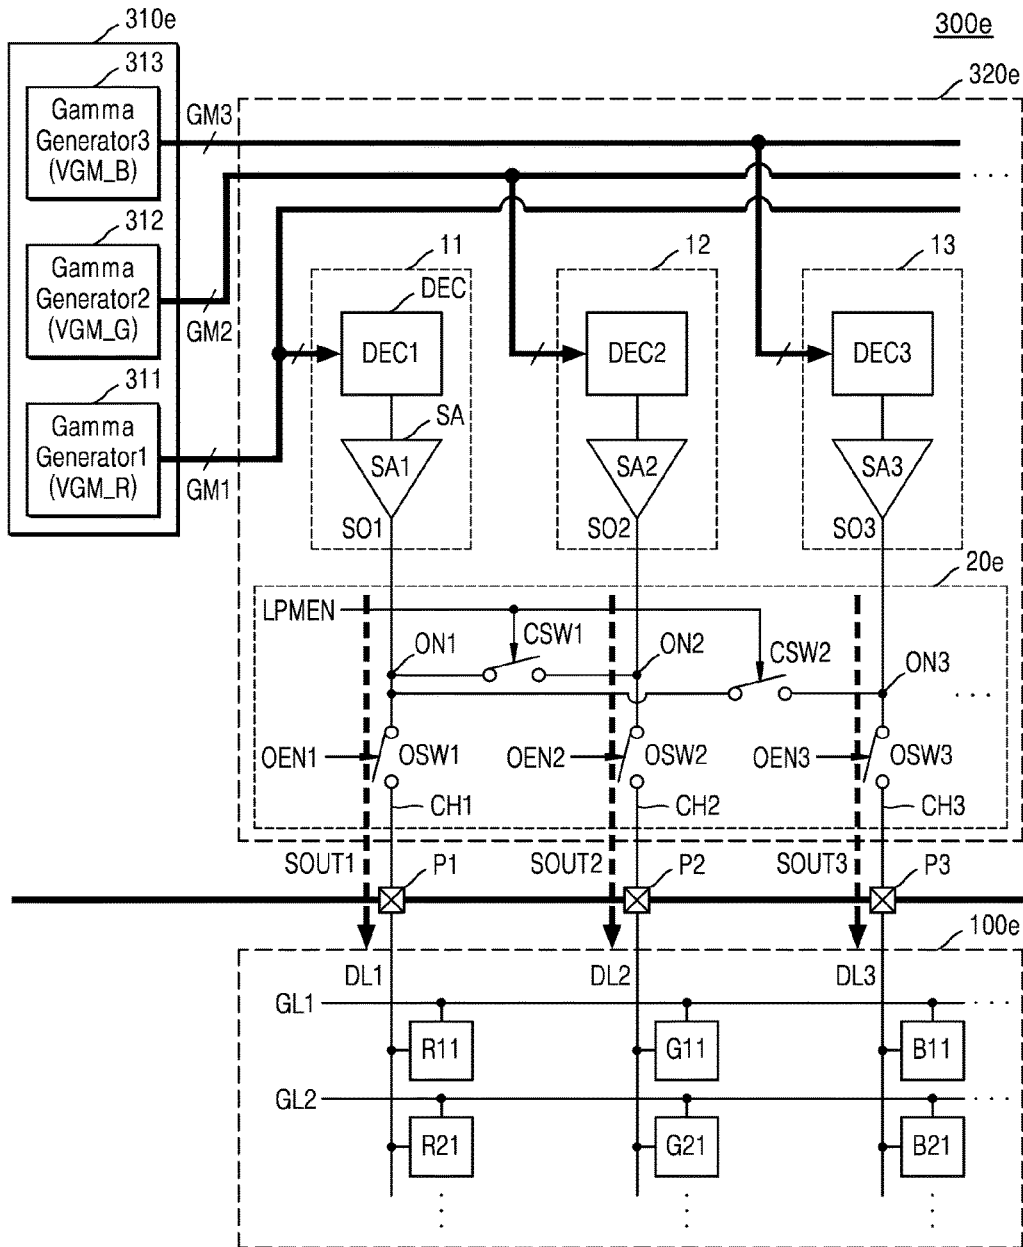 300e
310e
313
320e
Gamma
Generator3
(VGM_B)
GM3
312
. . .
Gamma
Generator2
(VGM_G)
GM2
11
12
13
DEC
DEC1
DEC2
DEC3
311
Gamma
Generator1
(VGM_R)
GM1
SA
SA1
SA2
SA3
SO1
SO2
SO3
20e
LPMEN
CSW1
ON1
ON2
CSW2
ON3
. . .
OEN1
OSW1
OEN2
OSW2
OEN3
OSW3
CH1
CH2
CH3
SOUT1
P1
SOUT2
P2
SOUT3
P3
100e
DL1
DL2
DL3
GL1
. . .
R11
G11
B11
GL2
. . .
R21
G21
B21